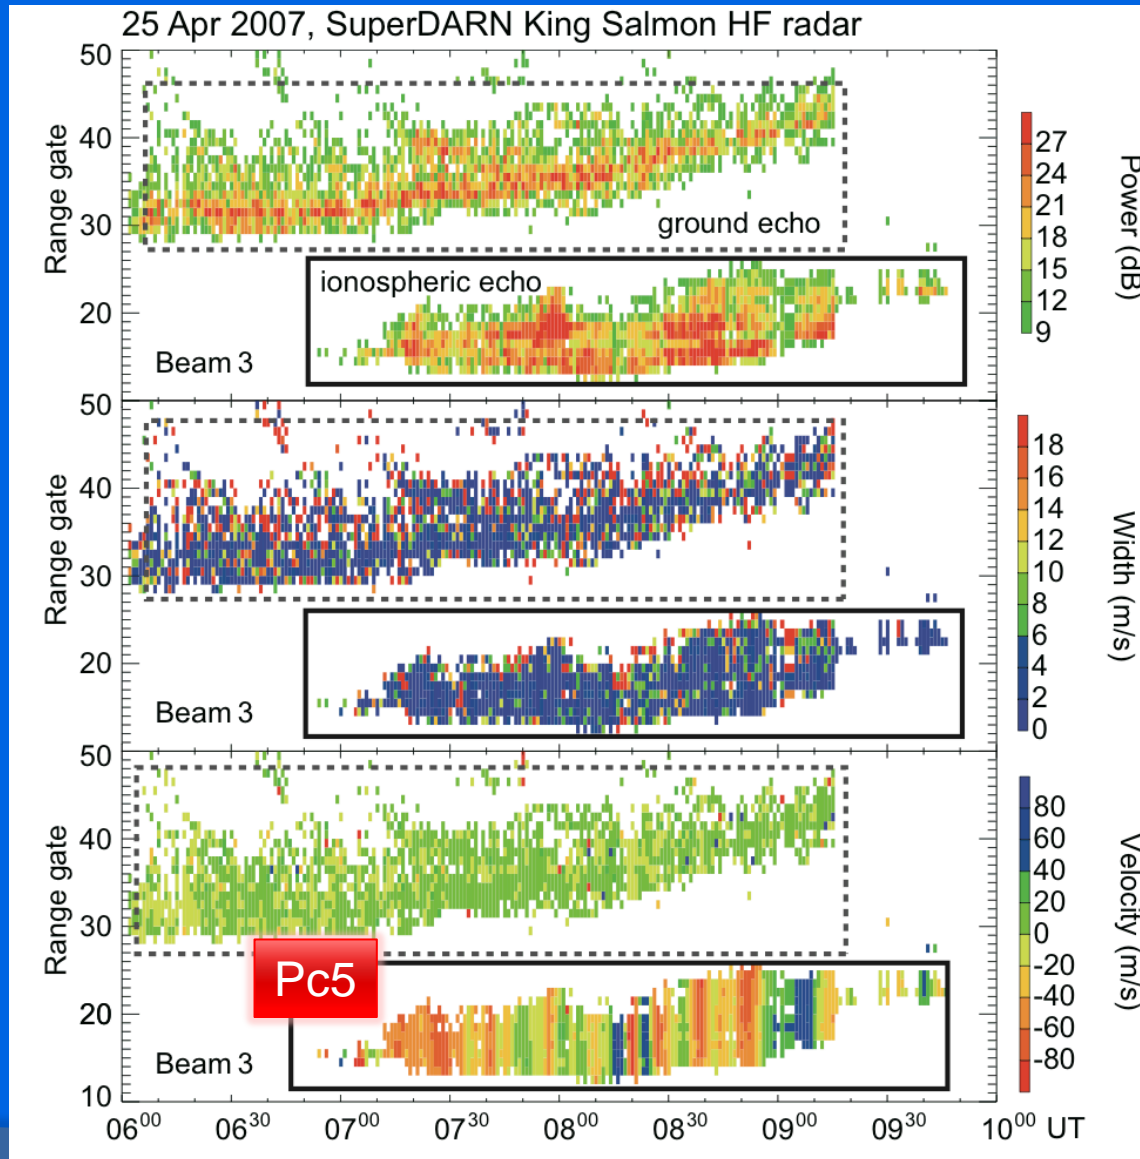 25 Apr 2007, SuperDARN King Salmon HF radar
50
40
30
20
Range gate
ground echo
ionospheric echo
Beam 3
27
24
21
18
15
12
9
Power (dB)
50
40
30
20
Range gate
Beam 3
18
16
14
12
10
8
6
4
2
0
Width (m/s)
50
40
30
20
10
Range gate
Pc5
Beam 3
80
60
40
20
0
-20
-40
-60
-80
Velocity (m/s)
06⁰⁰ 06³⁰ 07⁰⁰ 07³⁰ 08⁰⁰ 08³⁰ 09⁰⁰ 09³⁰ 10⁰⁰ UT